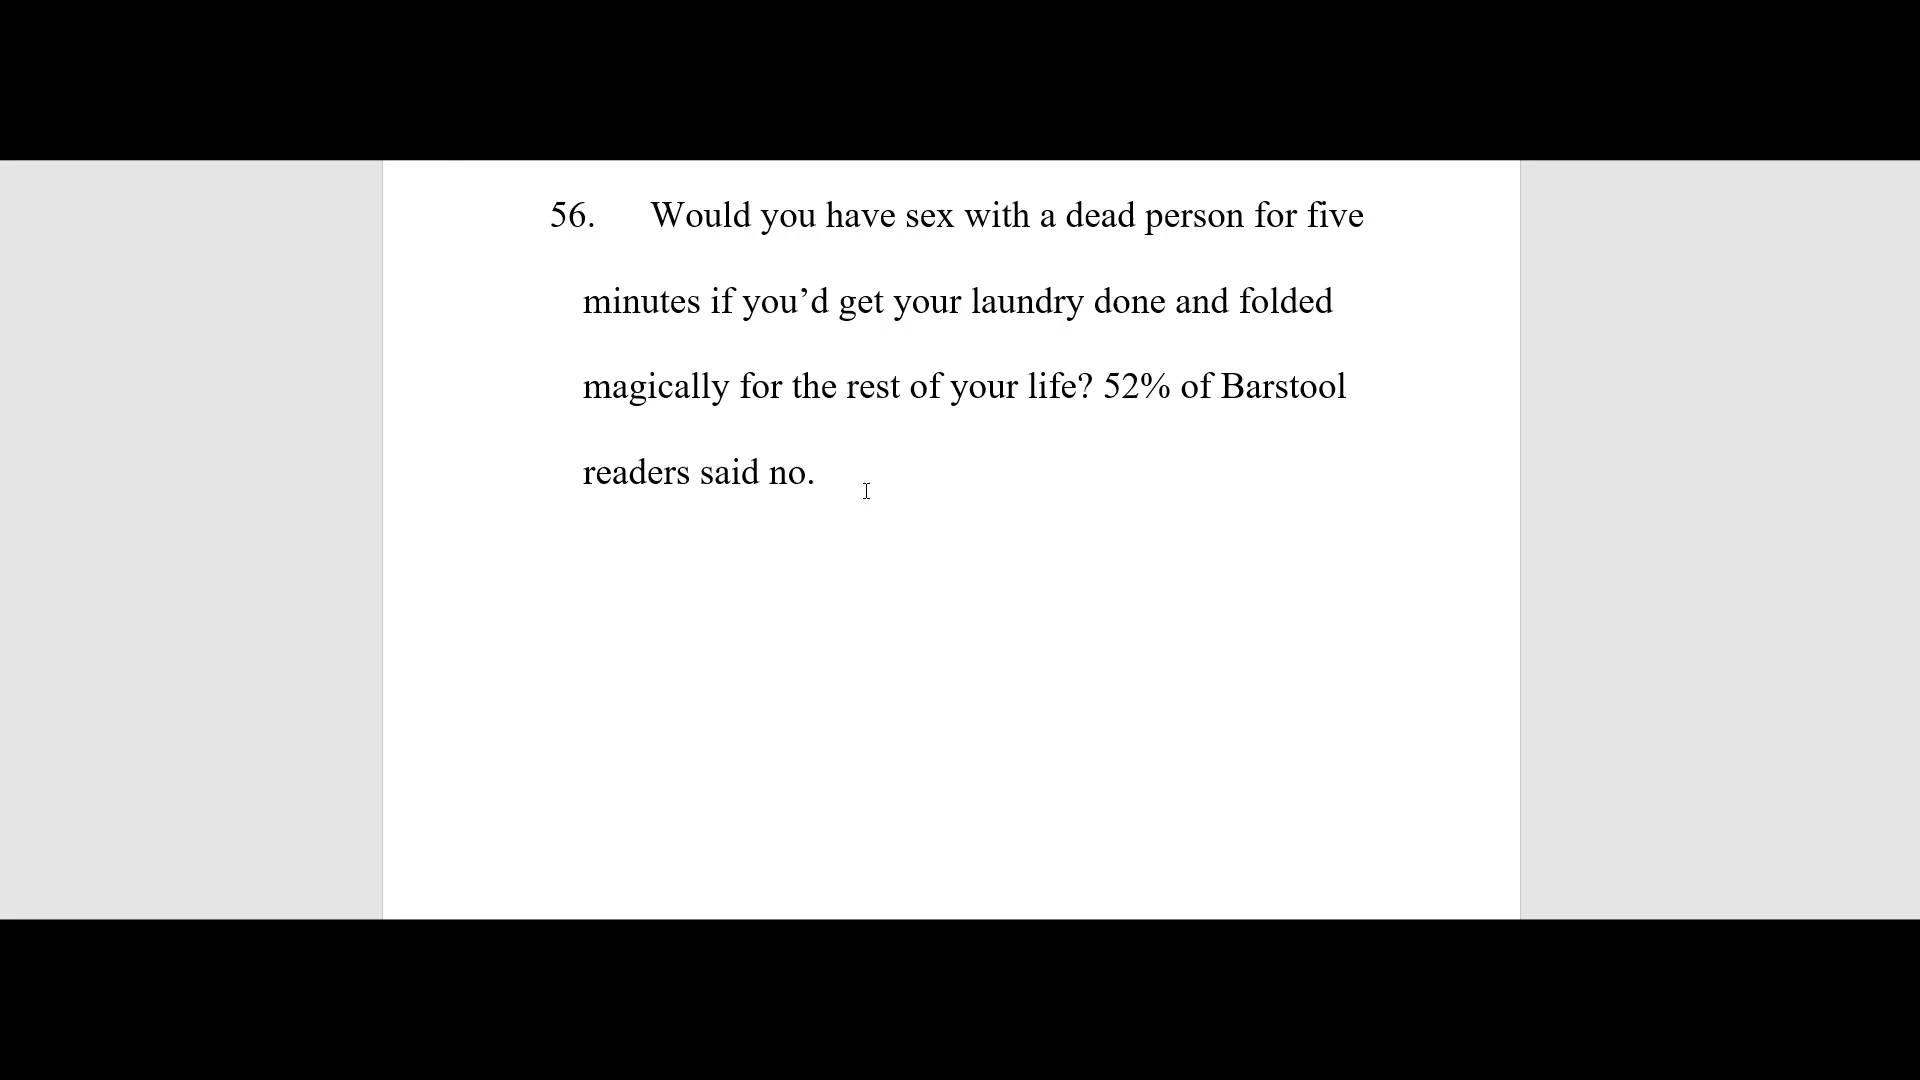 56. Would you have sex with a dead person for five
minutes if you’d get your laundry done and folded
magically for the rest of your life? 52% of Barstool
readers said no.